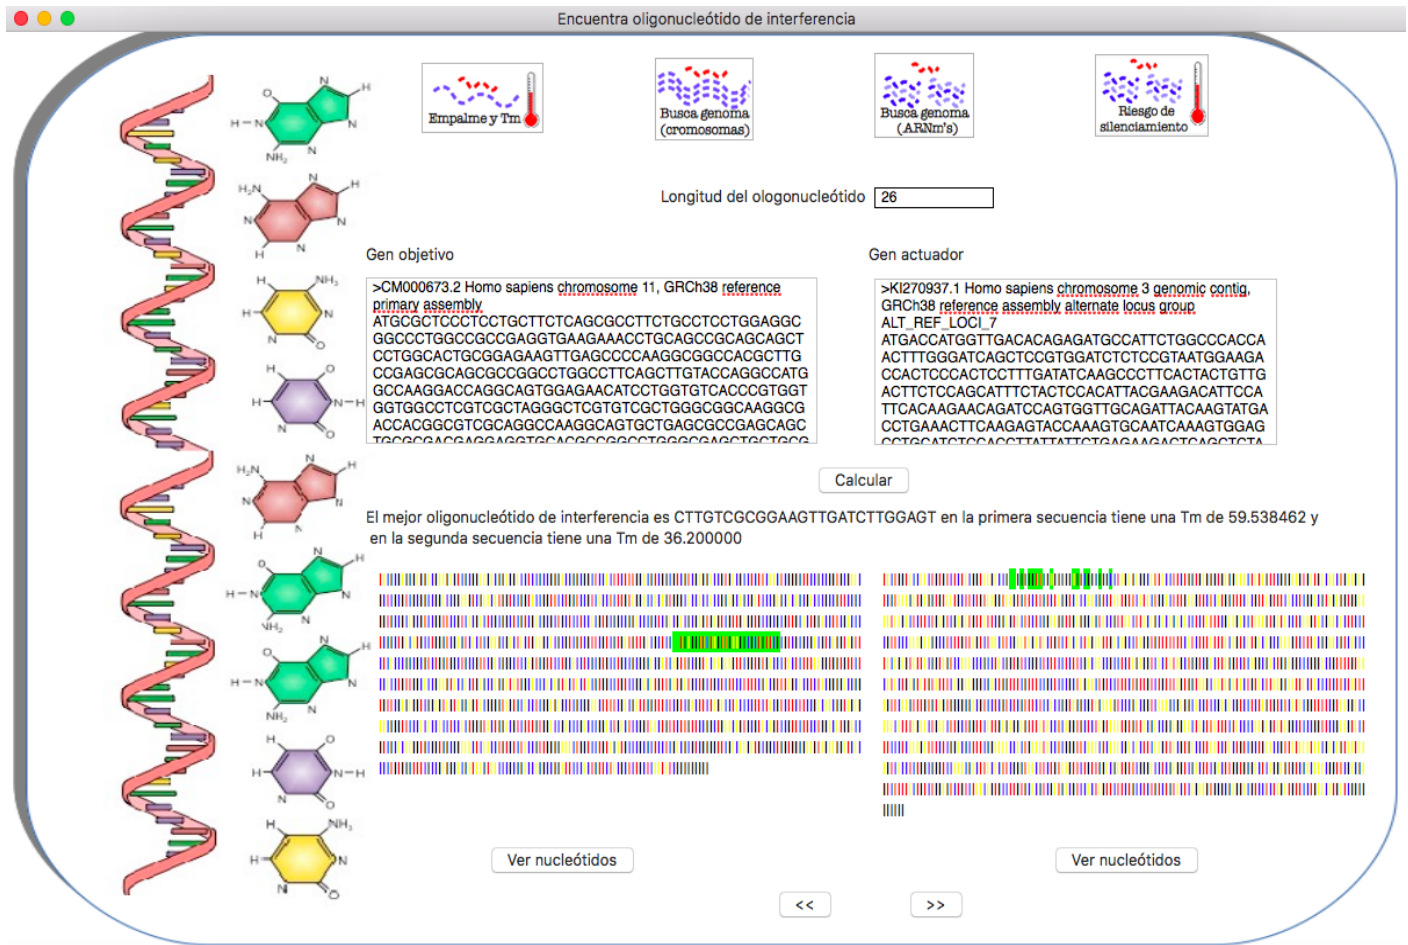 Encuentra oligonucleótido de interferencia
Empalme y Tm
Busca genoma
(cromosomas)
Busca genoma
(ARNm's)
Riesgo de
silenciamiento
Longitud del ologonucleótido 26
Gen objetivo
Gen actuador
>CM000673.2 Homo sapiens chromosome 11, GRCh38 reference
primary assembly
ATGCGCTCCCTCCTGCTTCTCAGCGCCTTCTGCCTCCTGGAGGC
GGCCCTGGCCGCCGAGGTGAAGAAACCTGCAGCCGCAGCAGCT
CCTGGCACTGCGGAGAAGTTGAGCCCCAAGGCGGCCACGCTTG
CCGAGCGCAGCGCCGGCCTGGCCTTCAGCTTGTACCAGGCCATG
GCCAAGGACCAGGCAGTGGAGAACATCCTGGTGTCACCCGTGGT
GGTGGCCTCGTCGCTAGGGCTCGTGTCGCTGGGCGGCAAGGCG
ACCACGGCGTCGCAGGCCAAGGCAGTGCTGAGCGCCGAGCAGC
TGCGCGACGAGGAGGTGCACGCCGGCCTGGGCGAGCTGCTGCG
>KI270937.1 Homo sapiens chromosome 3 genomic contig,
GRCh38 reference assembly alternate locus group
ALT_REF_LOCI_7
ATGACCATGGTTGACACAGAGATGCCATTCTGGCCCACCA
ACTTTGGGATCAGCTCCGTGGATCTCTCCGTAATGGAAGA
CCACTCCCACTCCTTTGATATCAAGCCCTTCACTACTGTTG
ACTTCTCCAGCATTTCTACTCCACATTACGAAGACATTCCA
TTCACAAGAACAGATCCAGTGGTTGCAGATTACAAGTATGA
CCTGAAACTTCAAGAGTACCAAAGTGCAATCAAAGTGGAG
CCTGCATCTCCACCTTATTATTCTGAGAAGACTCAGCTCTA
Calcular
El mejor oligonucleótido de interferencia es CTTGTCGCGGAAGTTGATCTTGGAGT en la primera secuencia tiene una Tm de 59.538462 y
en la segunda secuencia tiene una Tm de 36.200000
Ver nucleótidos
Ver nucleótidos
<<
>>